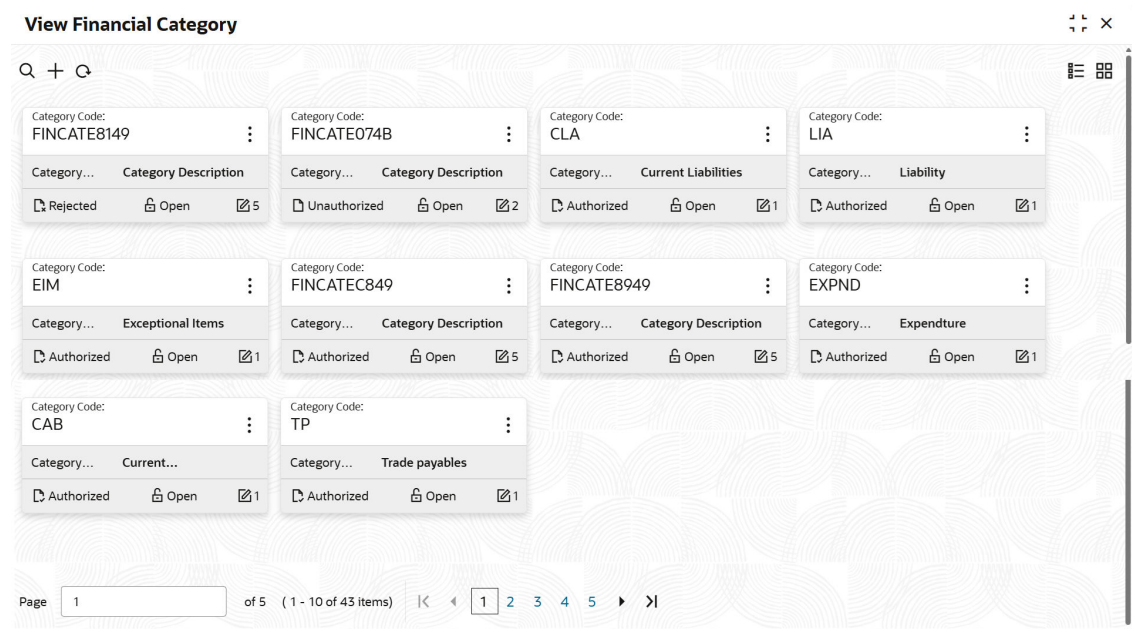 View Financial Category
Category Code: Category Code: Category Code: Category Code:
FINCATE8149 FINCATE074B CLA LIA
Category... Category Description Category... Category Description Category... Current Liabilities Category... Liability
Rejected Open 5 Unauthorized Open 2 Authorized Open 1 Authorized Open 1
Category Code: Category Code: Category Code: Category Code:
EIM FINCATEC849 FINCATE8949 EXPND
Category... Exceptional Items Category... Category Description Category... Category Description Category... Expendture
Authorized Open 1 Authorized Open 5 Authorized Open 5 Authorized Open 1
Category Code: Category Code:
CAB TP
Category... Current... Category... Trade payables
Authorized Open 1 Authorized Open 1
Page 1 of 5 ( 1 - 10 of 43 items) 1 2 3 4 5